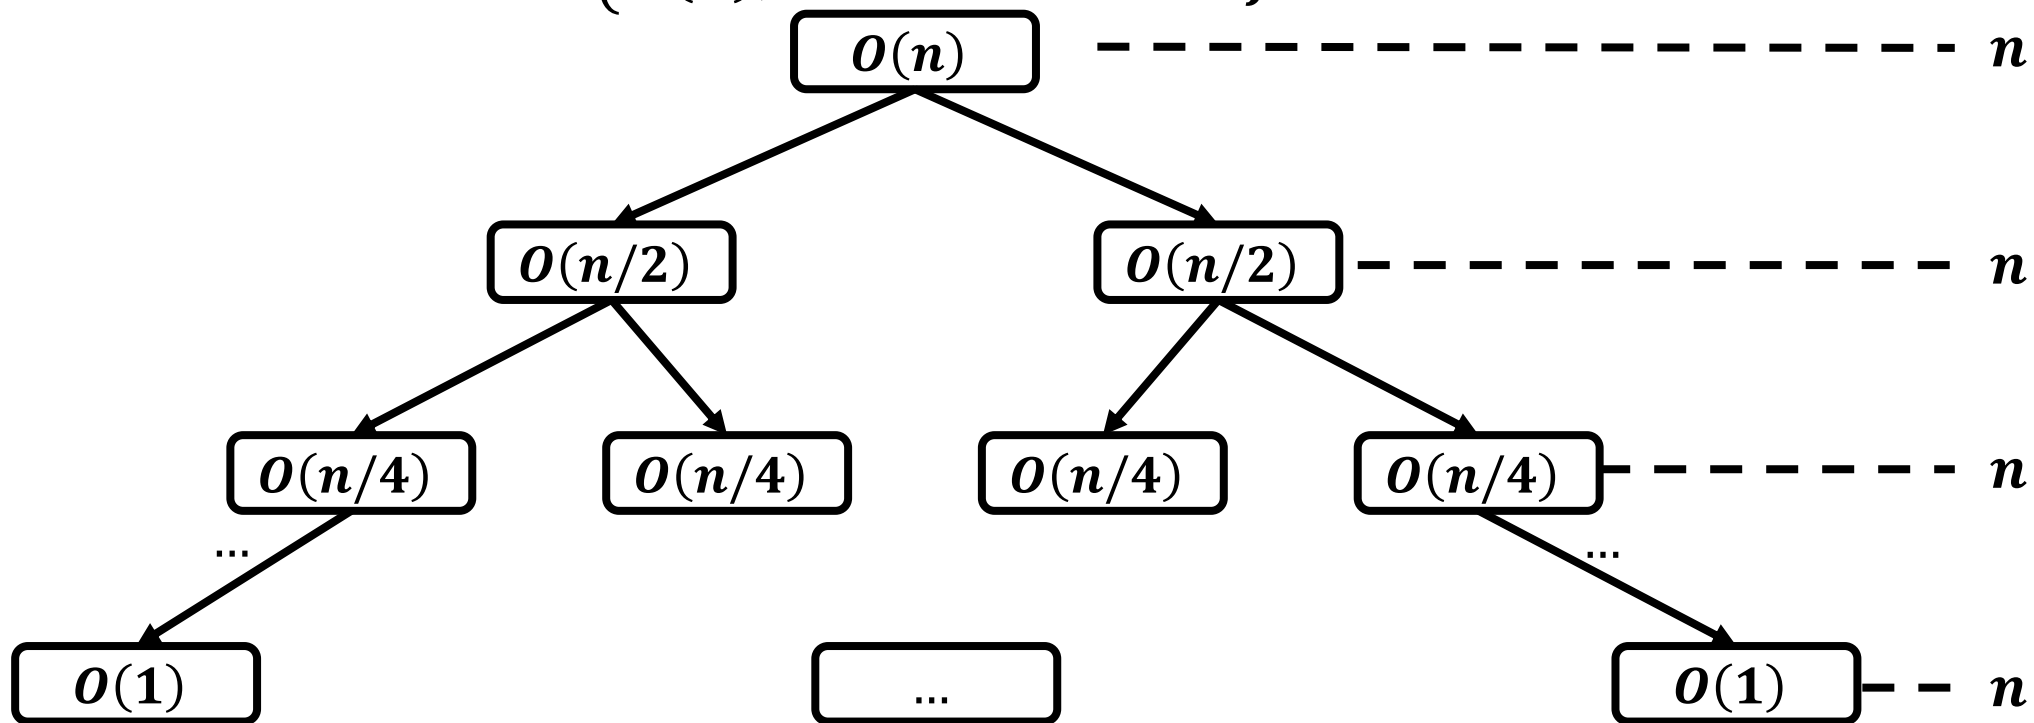 O(n) n
O(n/2) O(n/2) n
O(n/4) O(n/4) O(n/4) O(n/4) n
... ...
O(1) ... O(1) n